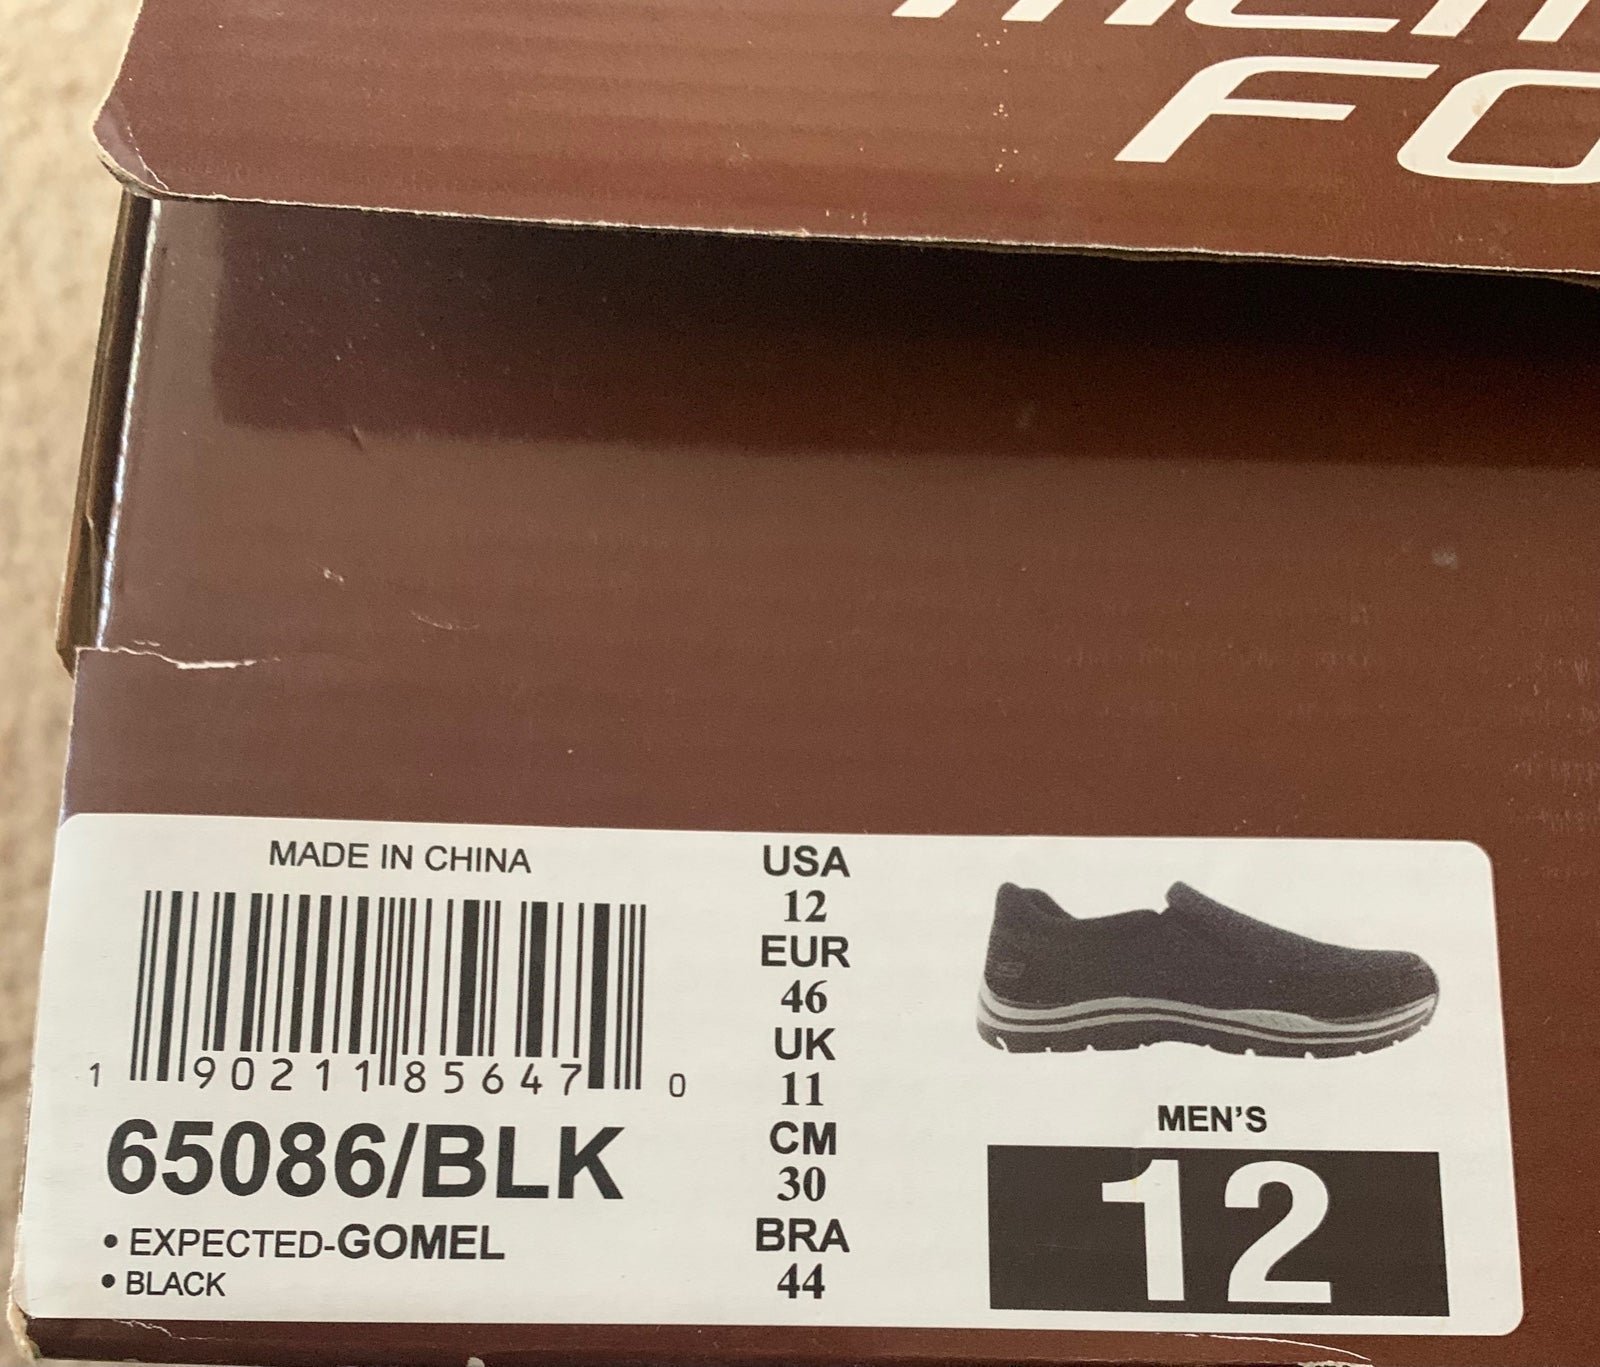 MADE IN CHINA
1 90211 85647 0
65086/BLK
• EXPECTED-GOMEL
• BLACK
USA
12
EUR
46
UK
11
CM
30
BRA
44
MEN'S
12